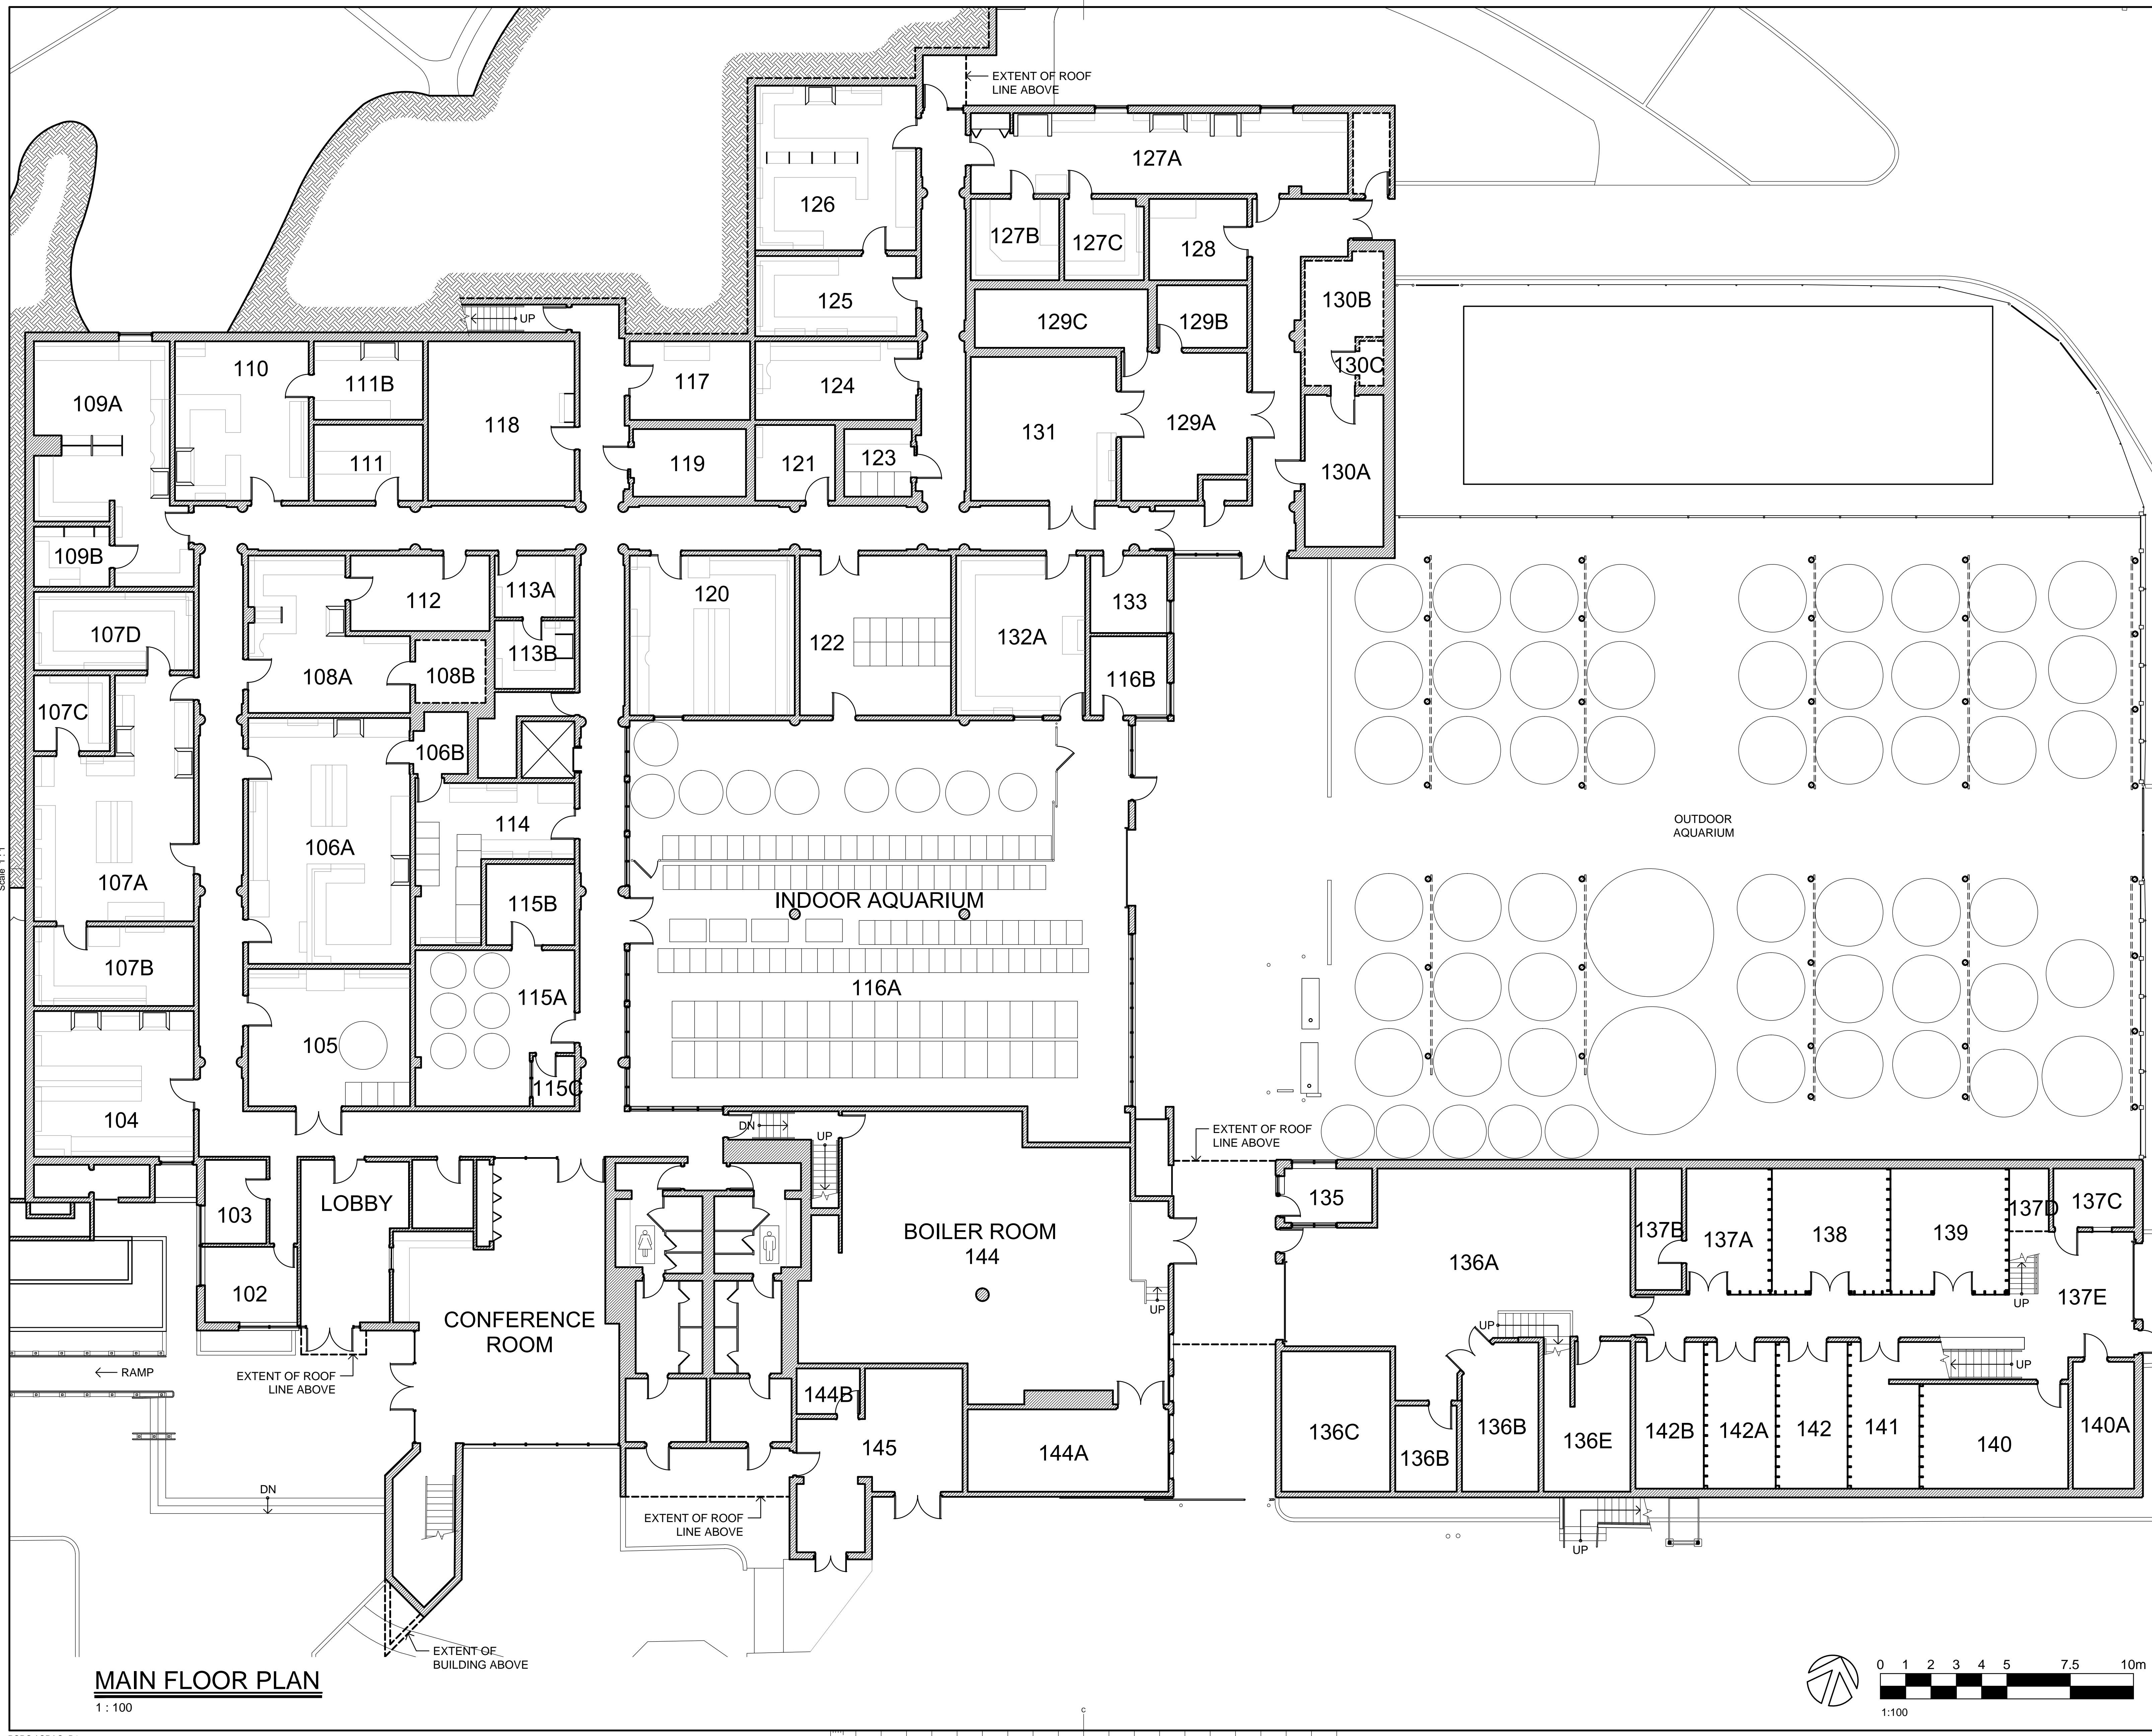 EXTENT OF ROOF
LINE ABOVE
127A
126
127B
127C
128
125
129C
129B
130B
UP
130C
109A
110
111B
118
117
124
131
129A
111
119
121
123
130A
109B
107D
112
113A
120
122
132A
133
108A
108B
113B
116B
107C
106B
106A
114
107A
115B
INDOOR AQUARIUM
OUTDOOR
AQUARIUM
107B
115A
116A
105
115C
104
DN
UP
EXTENT OF ROOF
LINE ABOVE
103
LOBBY
102
BOILER ROOM
144
135
136A
137B
137A
138
139
137D
137C
137E
UP
UP
UP
UP
CONFERENCE
ROOM
RAMP
EXTENT OF ROOF
LINE ABOVE
144B
145
144A
136C
136B
136B
136E
142B
142A
142
141
140
140A
DN
EXTENT OF ROOF
LINE ABOVE
UP
EXTENT OF
BUILDING ABOVE
MAIN FLOOR PLAN
1 : 100
0 1 2 3 4 5 7.5 10m
1:100
Scale 1:1
C